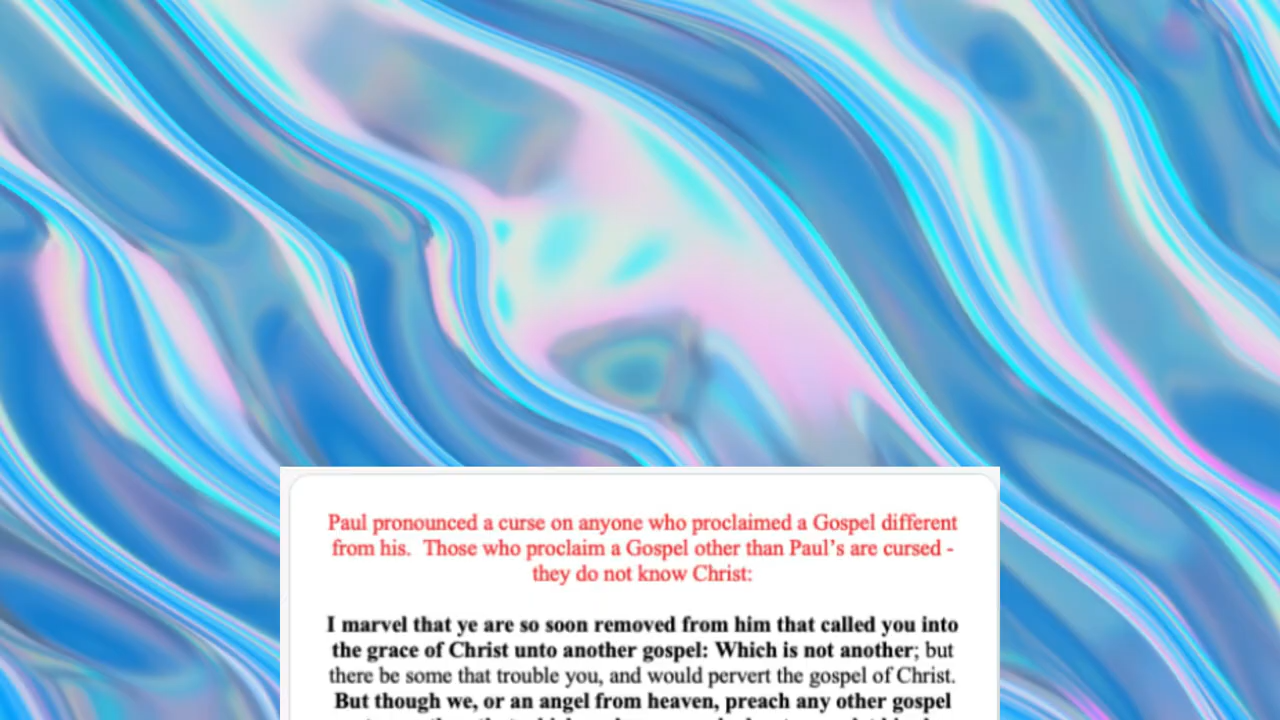 Paul pronounced a curse on anyone who proclaimed a Gospel different
from his.  Those who proclaim a Gospel other than Paul’s are cursed -
they do not know Christ:
I marvel that ye are so soon removed from him that called you into
the grace of Christ unto another gospel: Which is not another; but
there be some that trouble you, and would pervert the gospel of Christ.
But though we, or an angel from heaven, preach any other gospel